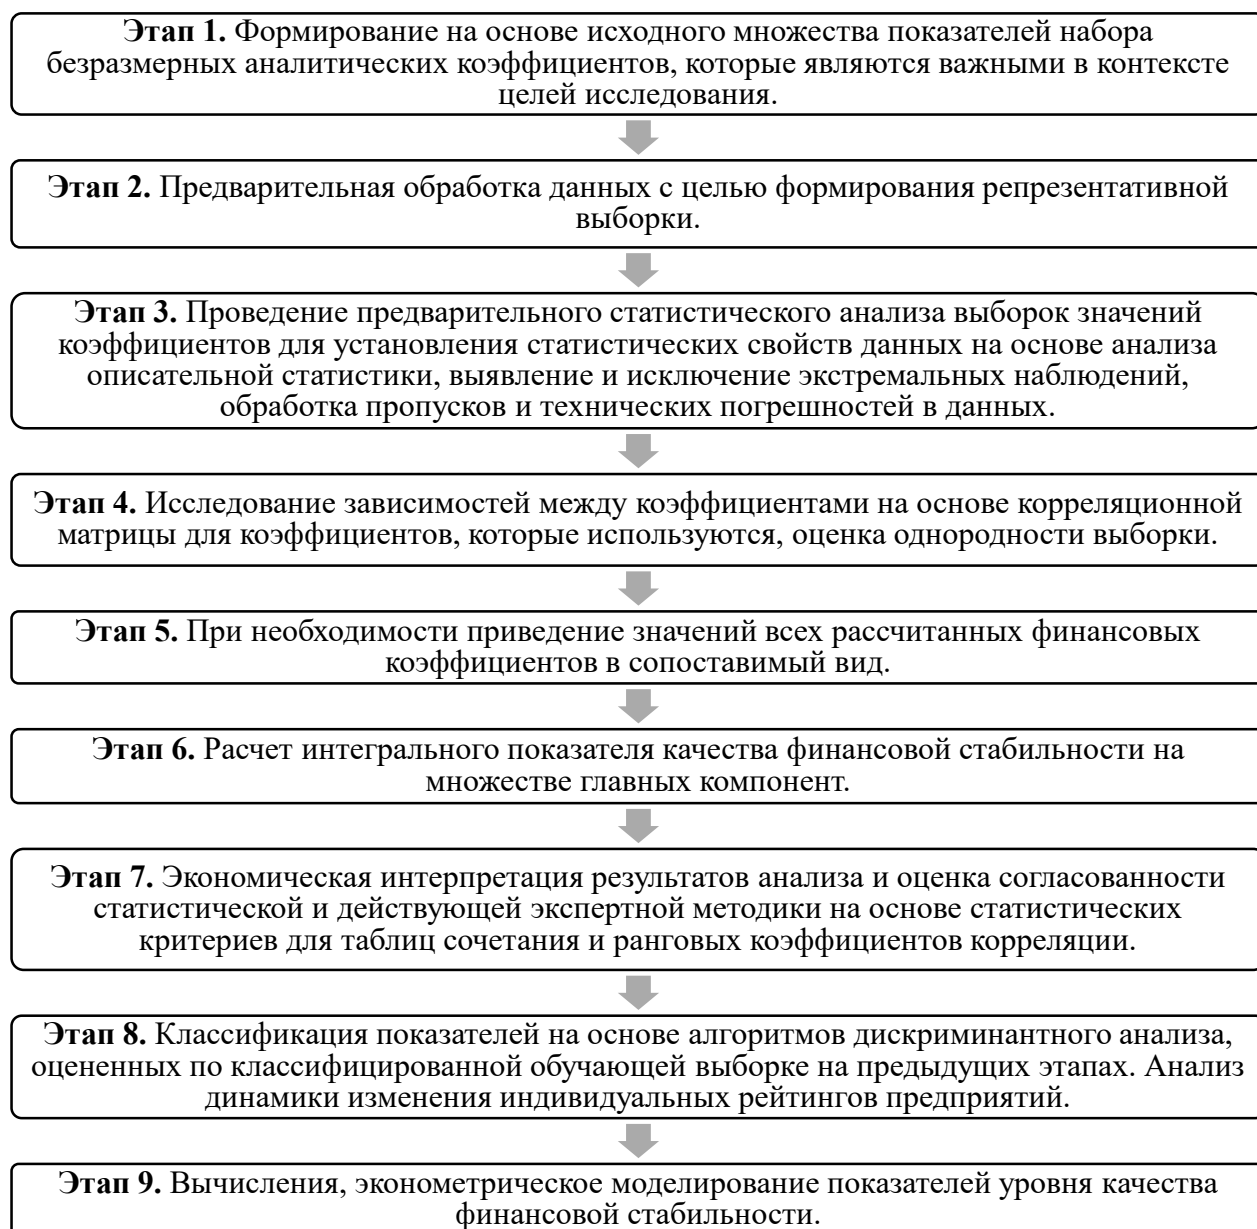 Этап 1. Формирование на основе исходного множества показателей набора
безразмерных аналитических коэффициентов, которые являются важными в контексте
целей исследования.
Этап 2. Предварительная обработка данных с целью формирования репрезентативной
выборки.
Этап 3. Проведение предварительного статистического анализа выборок значений
коэффициентов для установления статистических свойств данных на основе анализа
описательной статистики, выявление и исключение экстремальных наблюдений,
обработка пропусков и технических погрешностей в данных.
Этап 4. Исследование зависимостей между коэффициентами на основе корреляционной
матрицы для коэффициентов, которые используются, оценка однородности выборки.
Этап 5. При необходимости приведение значений всех рассчитанных финансовых
коэффициентов в сопоставимый вид.
Этап 6. Расчет интегрального показателя качества финансовой стабильности на
множестве главных компонент.
Этап 7. Экономическая интерпретация результатов анализа и оценка согласованности
статистической и действующей экспертной методики на основе статистических
критериев для таблиц сочетания и ранговых коэффициентов корреляции.
Этап 8. Классификация показателей на основе алгоритмов дискриминантного анализа,
оцененных по классифицированной обучающей выборке на предыдущих этапах. Анализ
динамики изменения индивидуальных рейтингов предприятий.
Этап 9. Вычисления, эконометрическое моделирование показателей уровня качества
финансовой стабильности.